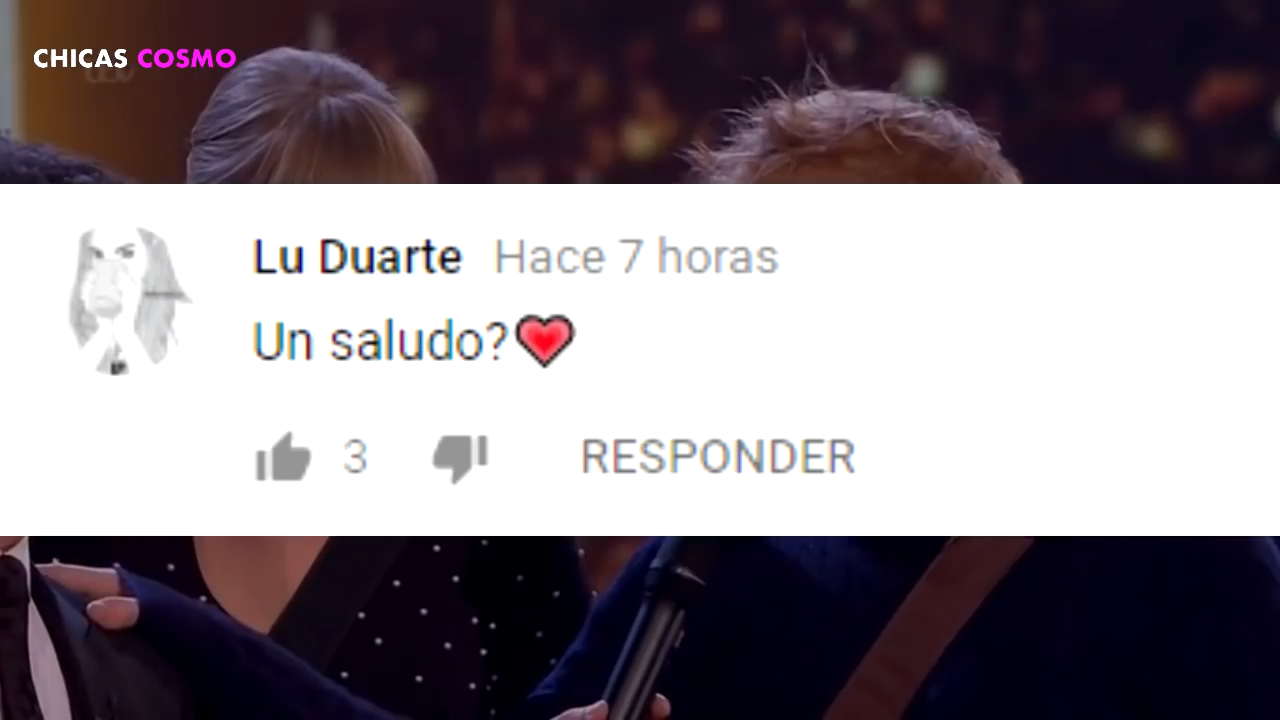 CHICAS COSMO
Lu Duarte Hace 7 horas
Un saludo?❤
3 RESPONDER